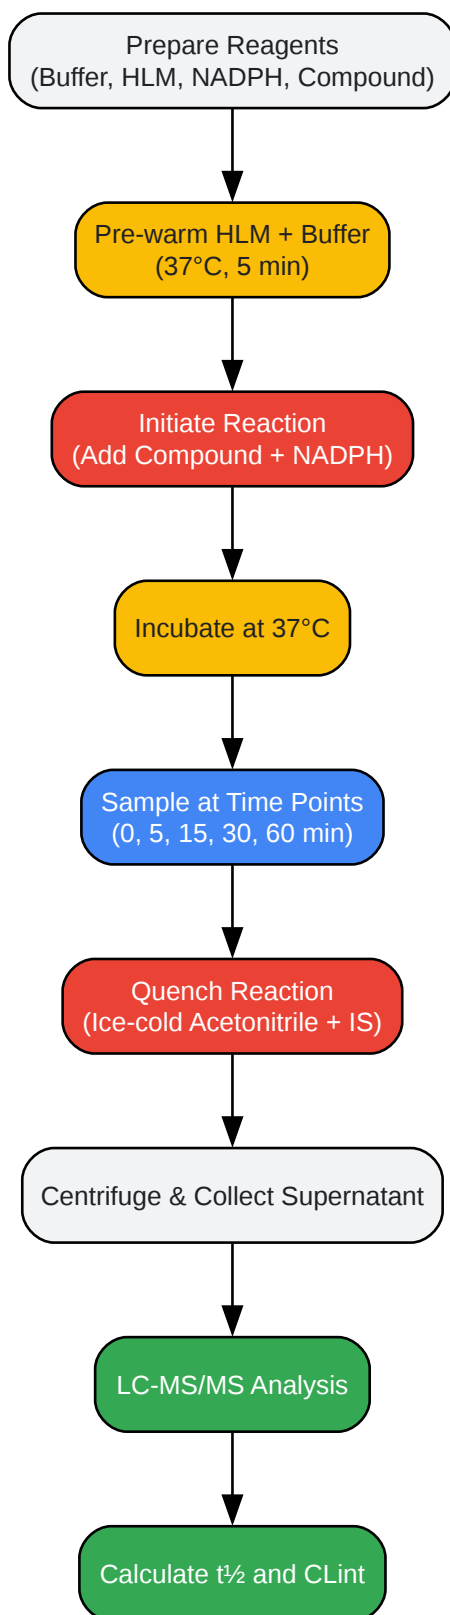 Prepare Reagents
(Buffer, HLM, NADPH, Compound)
Pre-warm HLM + Buffer
(37°C, 5 min)
Initiate Reaction
(Add Compound + NADPH)
Incubate at 37°C
Sample at Time Points
(0, 5, 15, 30, 60 min)
Quench Reaction
(Ice-cold Acetonitrile + IS)
Centrifuge & Collect Supernatant
LC-MS/MS Analysis
Calculate t½ and CLint